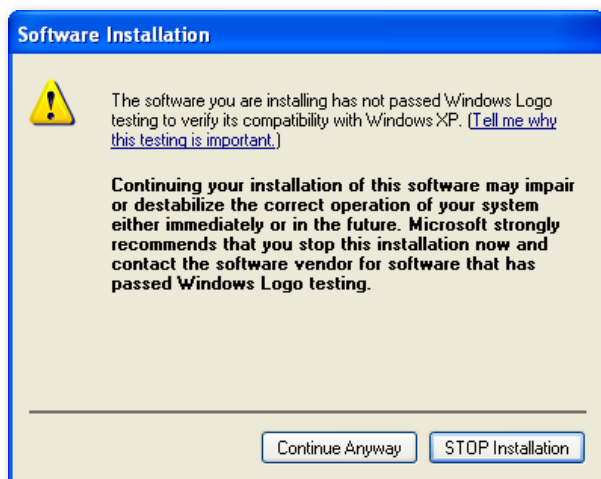 Software Installation
The software you are installing has not passed Windows Logo
testing to verify its compatibility with Windows XP. (Tell me why
this testing is important.)
Continuing your installation of this software may impair
or destabilize the correct operation of your system
either immediately or in the future. Microsoft strongly
recommends that you stop this installation now and
contact the software vendor for software that has
passed Windows Logo testing.
Continue Anyway
STOP Installation